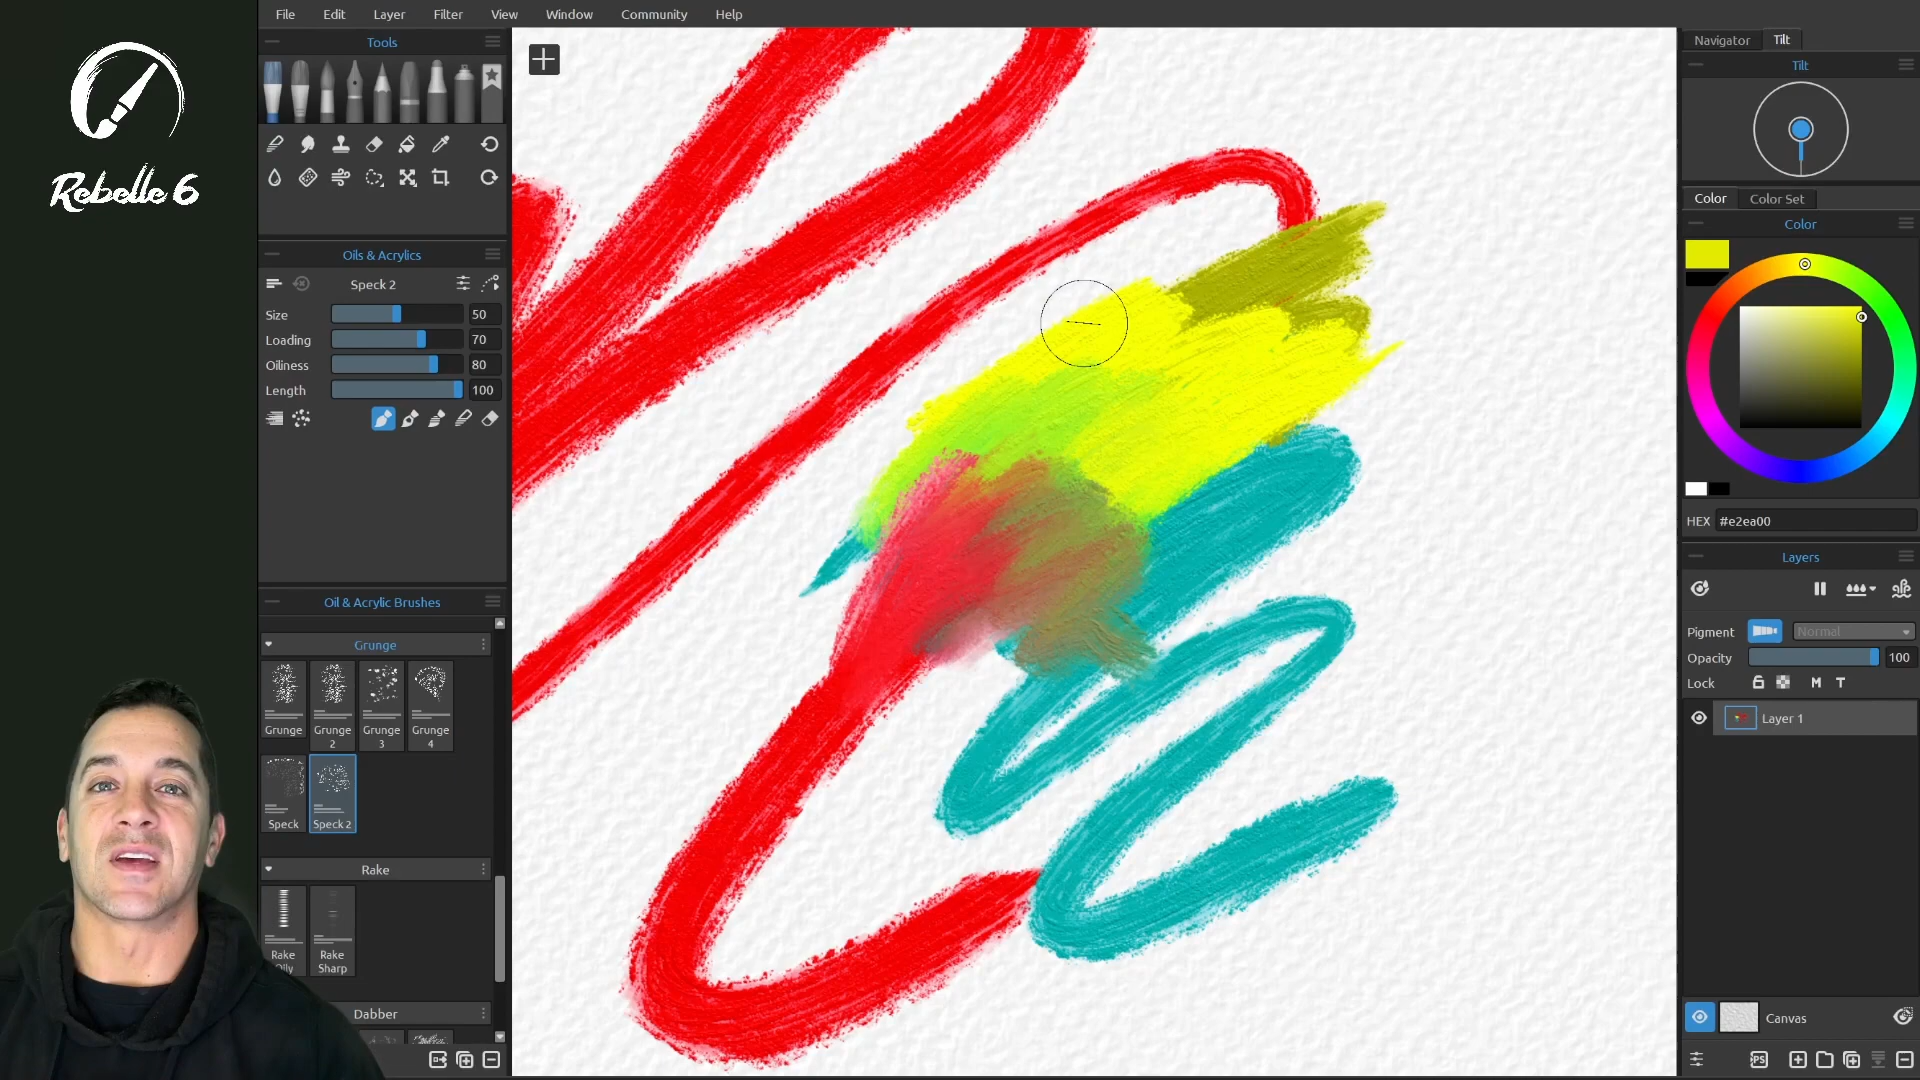 Rebelle 6
File Edit Layer Filter View Window Community Help
Tools
Oils & Acrylics
Speck 2
Size 50
Loading 70
Oiliness 80
Length 100
Oil & Acrylic Brushes
Grunge
Grunge
Grunge 2
Grunge 3
Grunge 4
Speck
Speck 2
Rake
Rake Oily
Rake Sharp
Dabber
Navigator Tilt
Tilt
Color Color Set
Color
HEX #e2ea00
Layers
Pigment Normal
Opacity 100
Lock M T
Layer 1
Canvas
PS